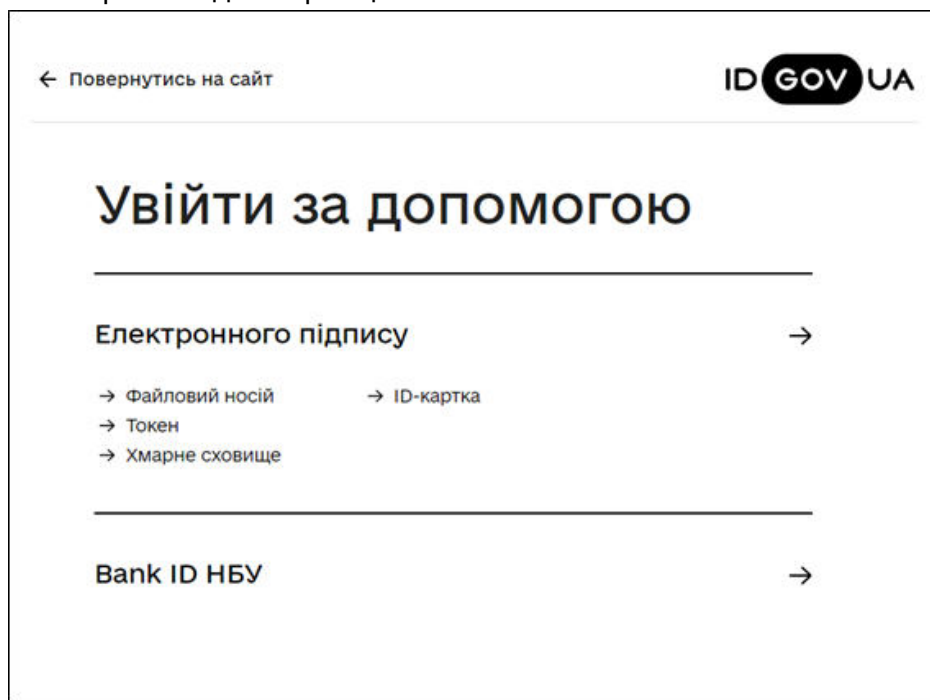 ← Повернутись на сайт
ID GOV UA
Увійти за допомогою
Електронного підпису →
→ Файловий носій → ID-картка
→ Токен
→ Хмарне сховище
Bank ID НБУ →